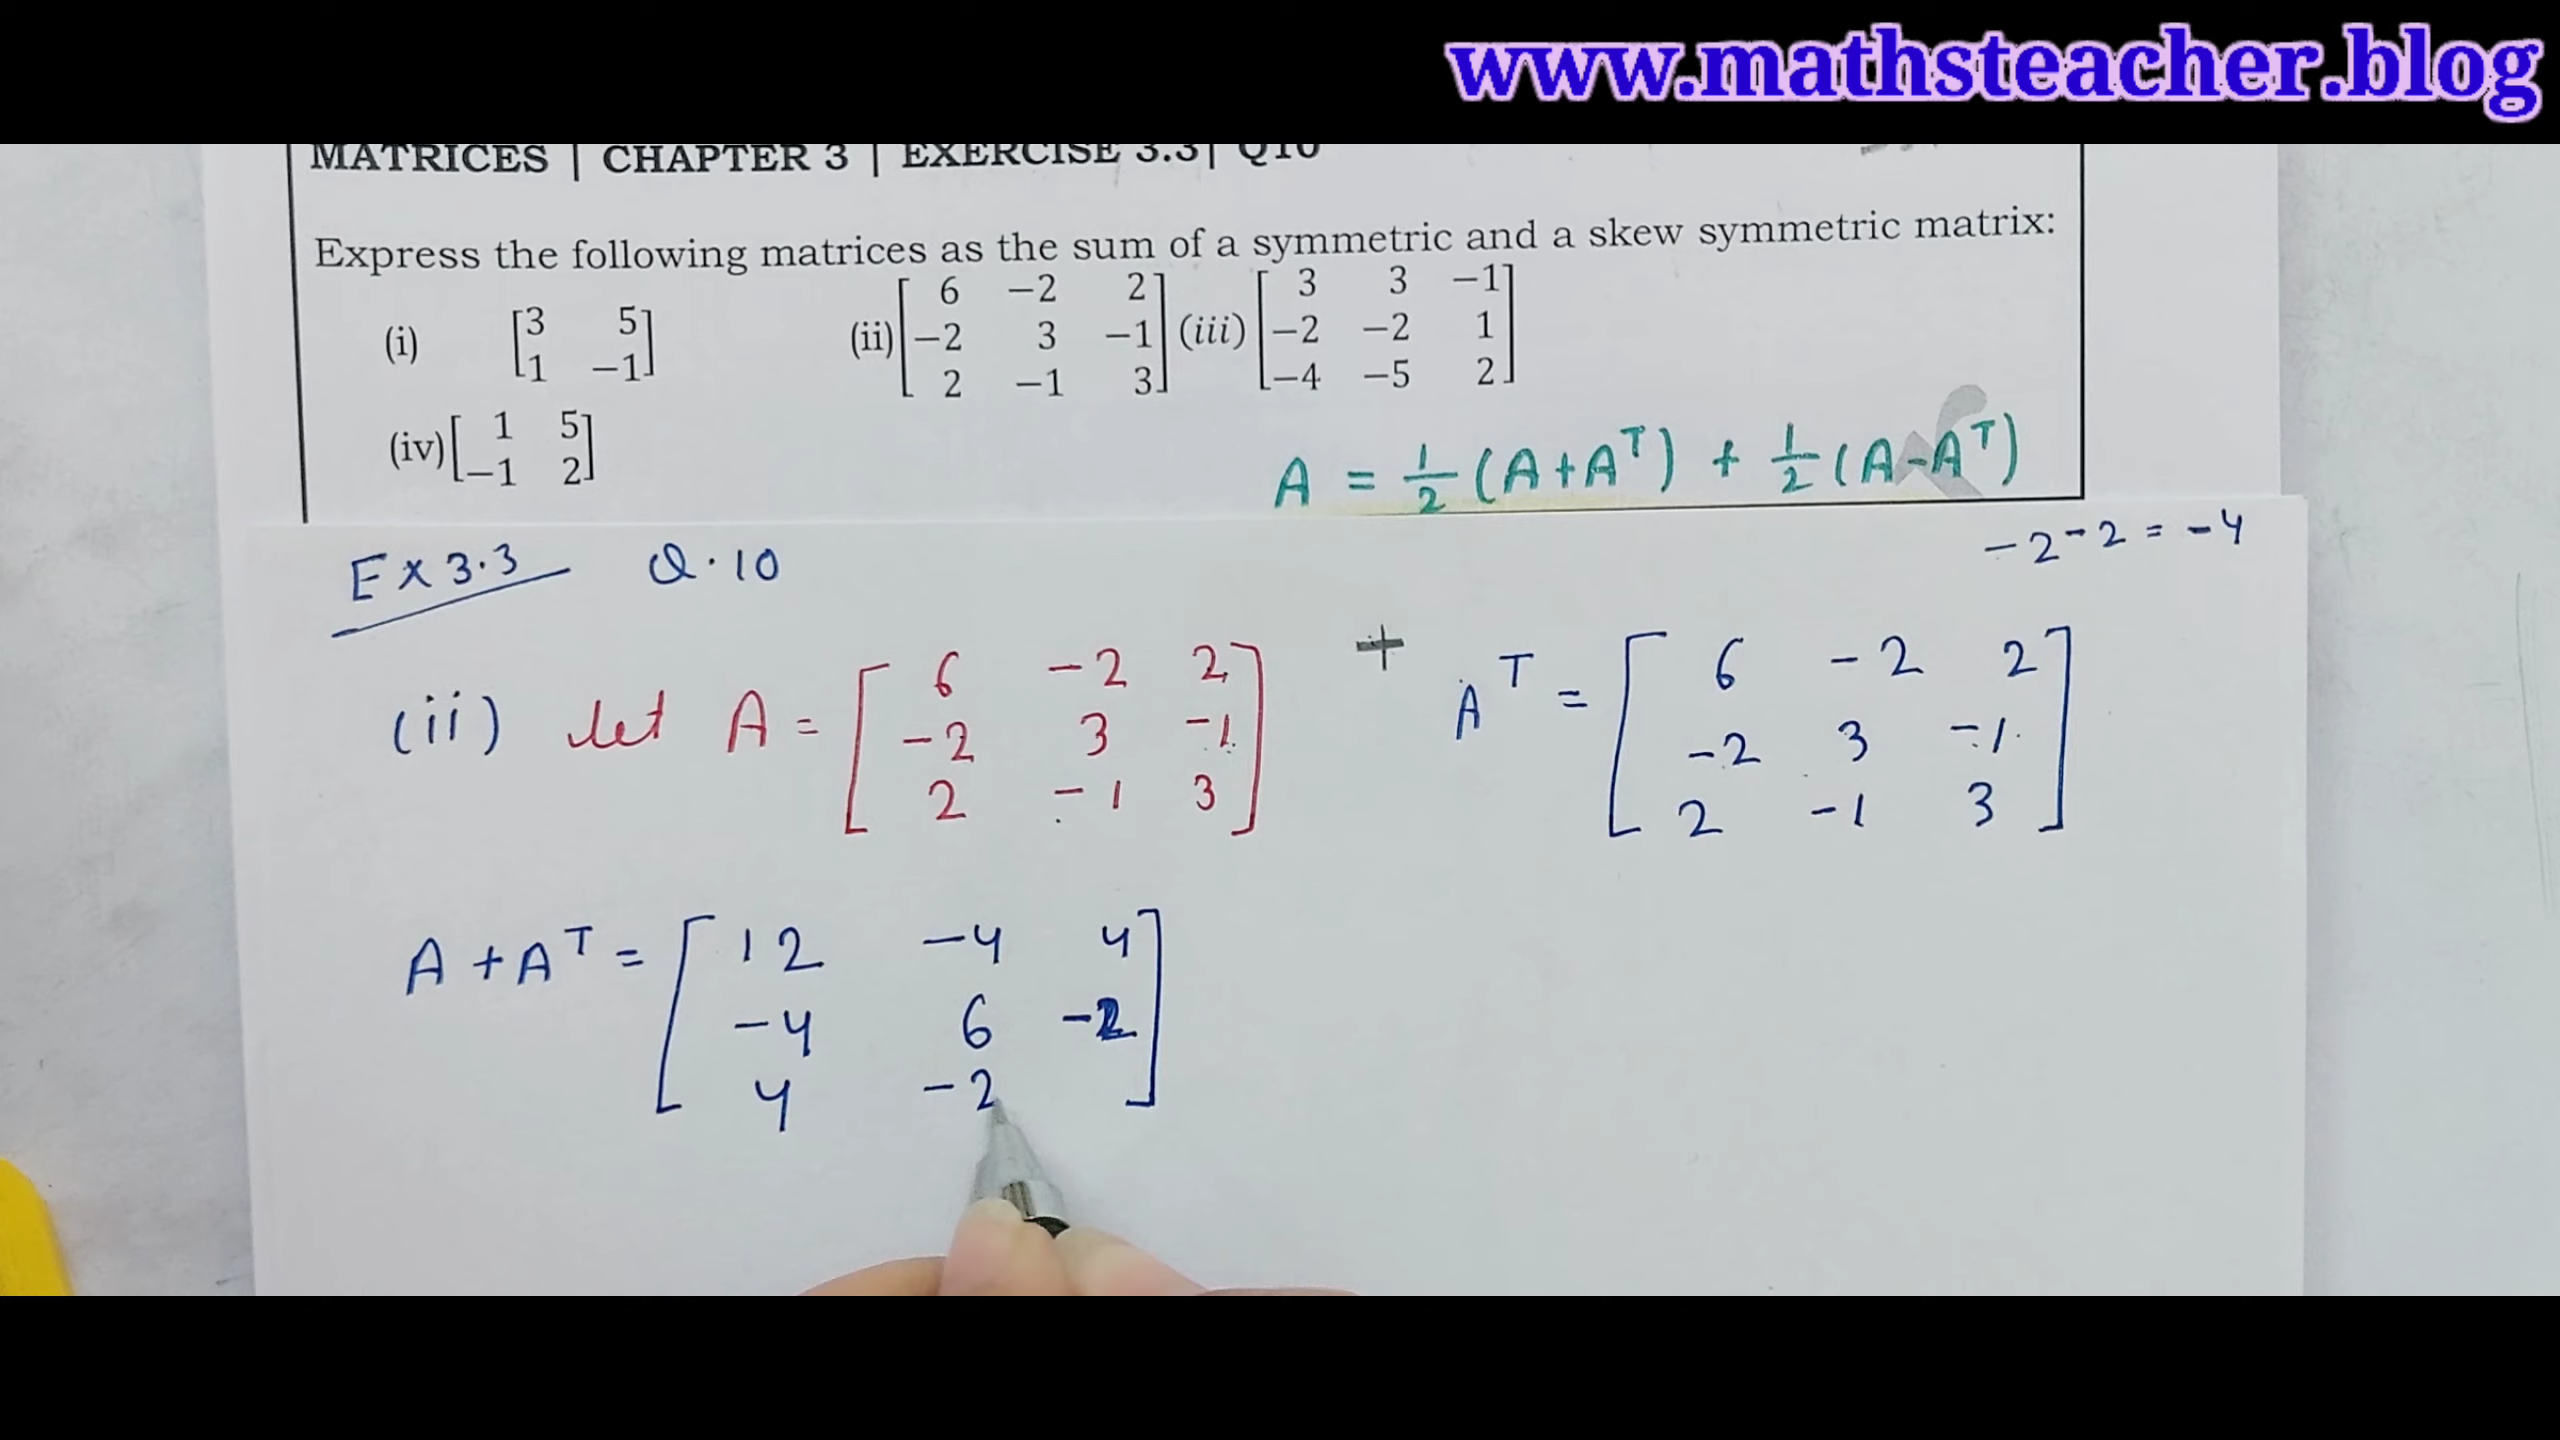 www.mathsteacher.blog
MATRICES | CHAPTER 3 | EXERCISE 3.3| Q10
Express the following matrices as the sum of a symmetric and a skew symmetric matrix:
(i) [3 5
1 −1]
(ii) [6 −2 2
−2 3 −1
2 −1 3]
(iii) [3 3 −1
−2 −2 1
−4 −5 2]
(iv) [1 5
−1 2]
A = 1/2 (A+Aᵀ) + 1/2 (A-Aᵀ)
Ex 3.3 Q.10
-2-2 = -4
(ii) let A = [6 -2 2
-2 3 -1
2 -1 3]
+
Aᵀ = [6 -2 2
-2 3 -1
2 -1 3]
A+Aᵀ = [12 -4 4
-4 6 -2
4 -2 ]